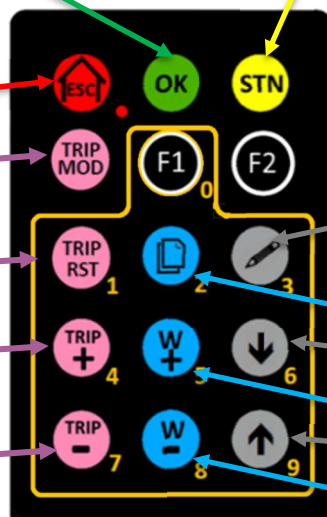 ESC OK STN
TRIP
MOD
F1 F2
0
TRIP
RST
1 2 3
TRIP
+
4
W
+
5 6
TRIP
-
7
W
-
8 9